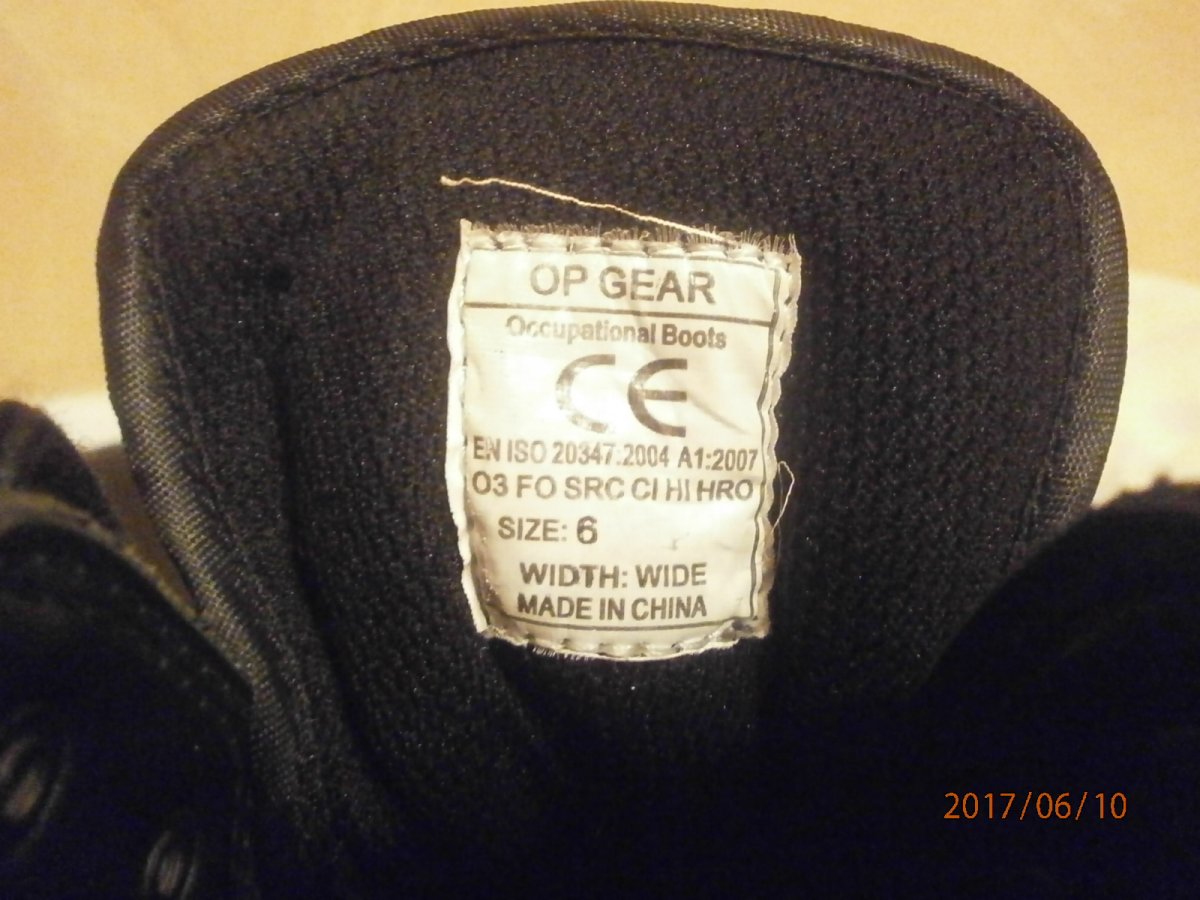 OP GEAR
Occupational Boots
CE
EN ISO 20347:2004 A1:2007
O3 FO SRC CI HI HRO
SIZE: 6
WIDTH: WIDE
MADE IN CHINA
2017/06/10